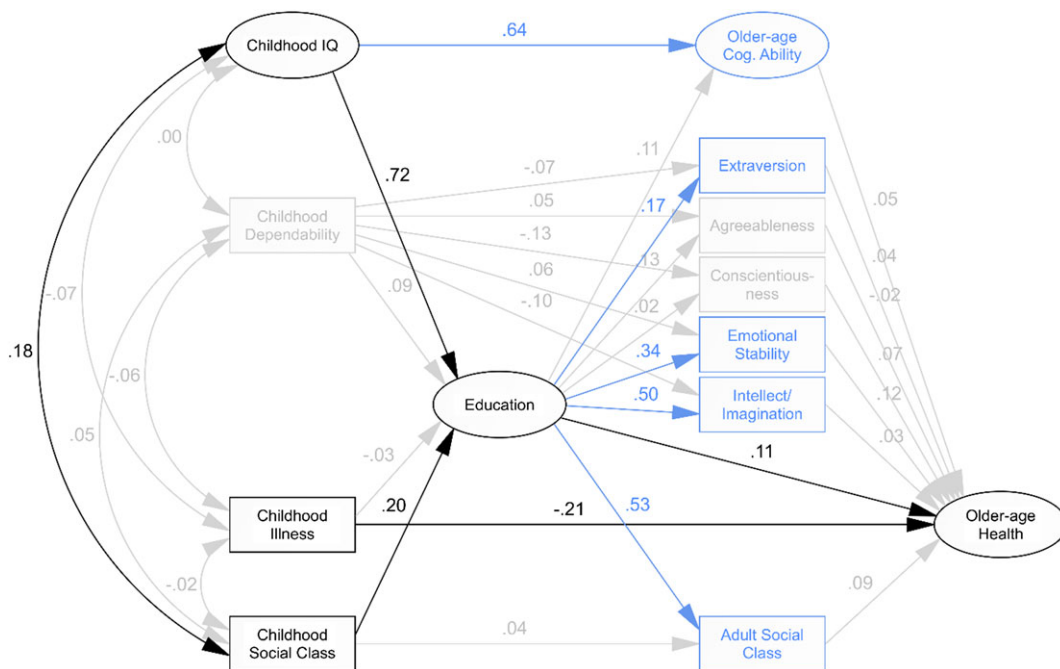 Childhood IQ
.64
Older-age
Cog. Ability
.00
.72
.11
-.07
Extraversion
.05
.17
.05
Childhood
Dependability
-.13
Agreeableness
.04
.06
.13
-.02
-.10
Conscientious-
ness
-.07
.09
.02
.18
.34
Emotional
Stability
.07
-.06
.50
Intellect/
Imagination
.12
Education
.03
.05
-.03
.11
.20
.53
Childhood
Illness
-.21
Older-age
Health
-.02
.09
Childhood
Social Class
.04
Adult Social
Class